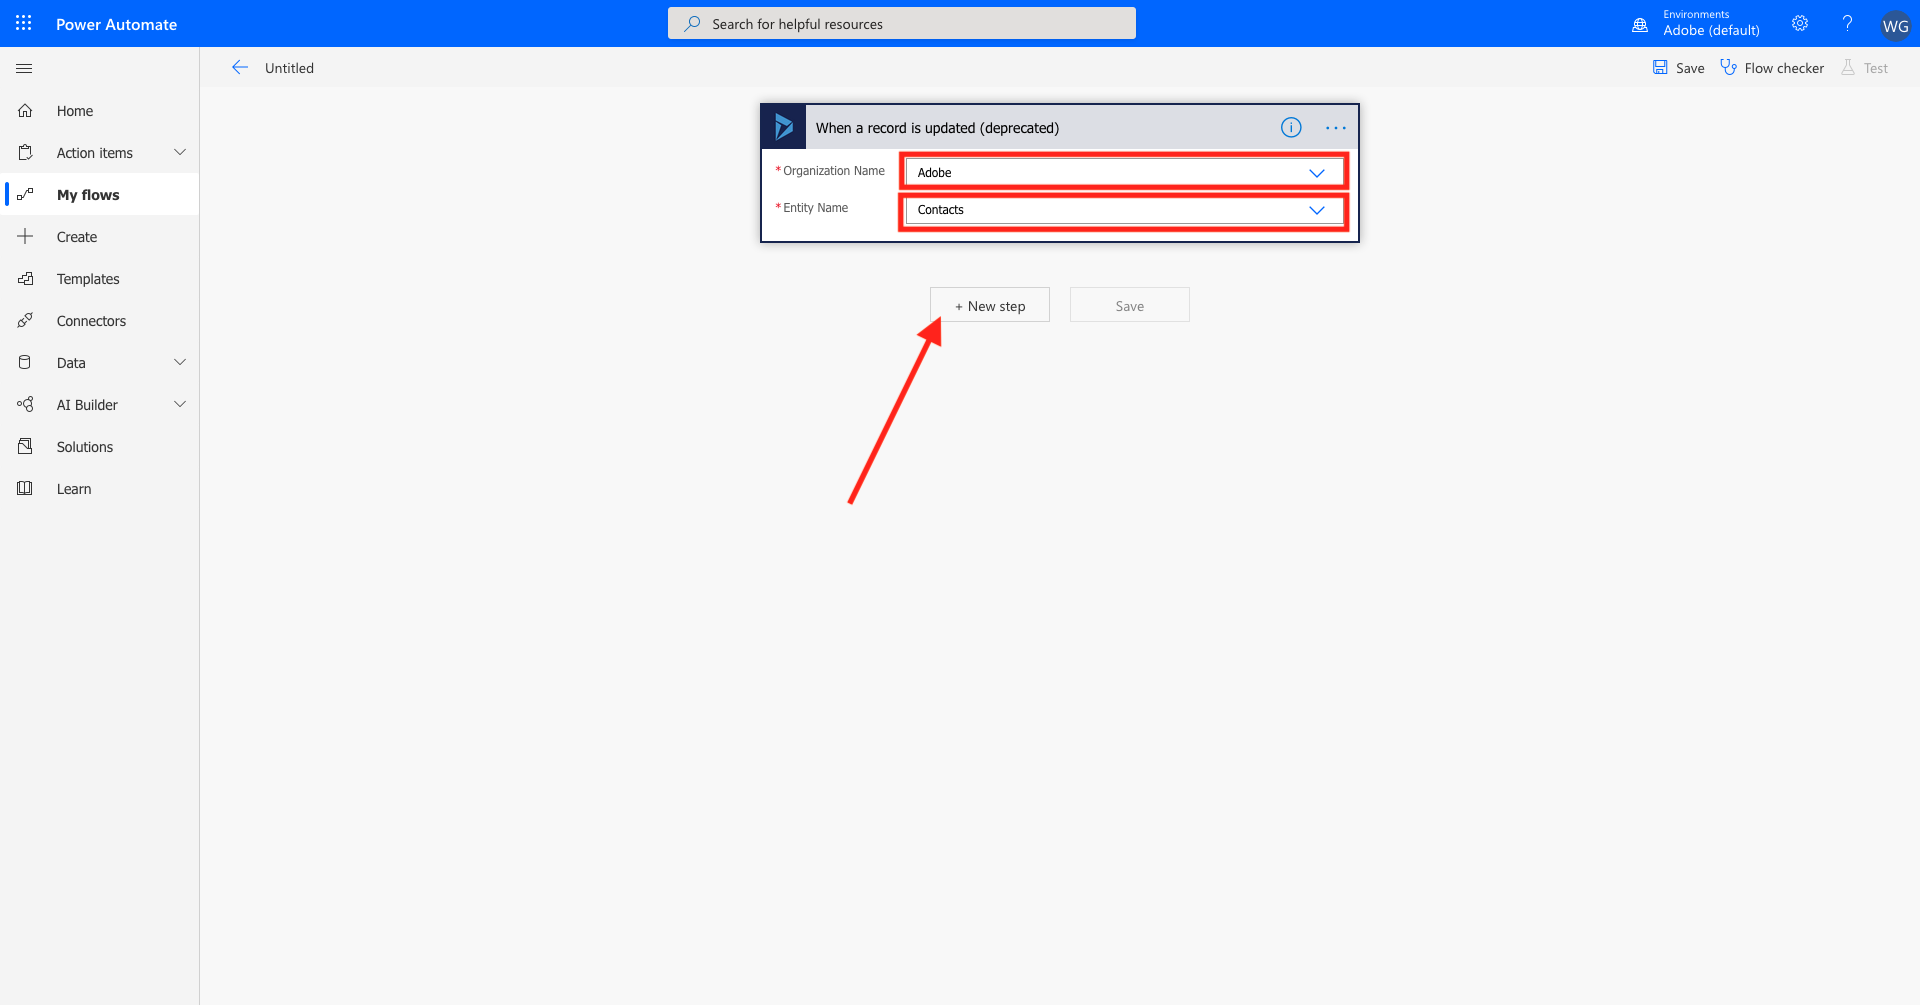 Power Automate
Search for helpful resources
Environments
Adobe (default)
?
WG
Untitled
Save
Flow checker
Test
Home
Action items
My flows
Create
Templates
Connectors
Data
AI Builder
Solutions
Learn
When a record is updated (deprecated)
* Organization Name
Adobe
* Entity Name
Contacts
+ New step
Save